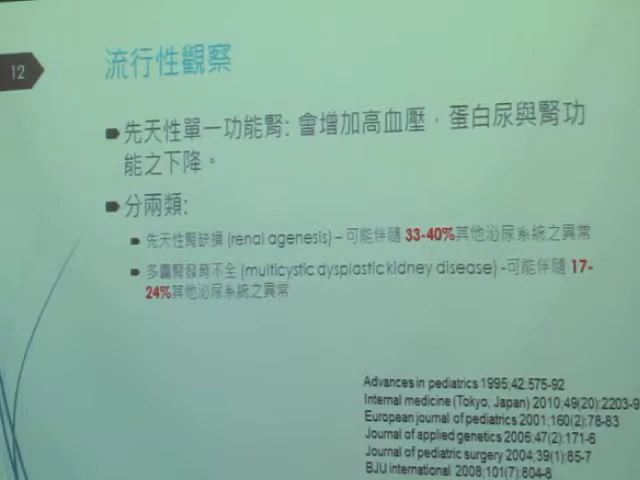 12
流行性觀察
先天性單一功能腎: 會增加高血壓，蛋白尿與腎功
能之下降。
分兩類:
先天性腎缺損 (renal agenesis) – 可能伴隨 33-40%其他泌尿系統之異常
多囊腎發育不全 (multicystic dysplastic kidney disease) -可能伴隨 17-
24%其他泌尿系統之異常
Advances in pediatrics 1995;42:575-92
Internal medicine (Tokyo, Japan) 2010;49(20):2203-9
European journal of pediatrics 2001;160(2):78-83
Journal of applied genetics 2006;47(2):171-6
Journal of pediatric surgery 2004;39(1):85-7
BJU international 2008;101(7):804-8